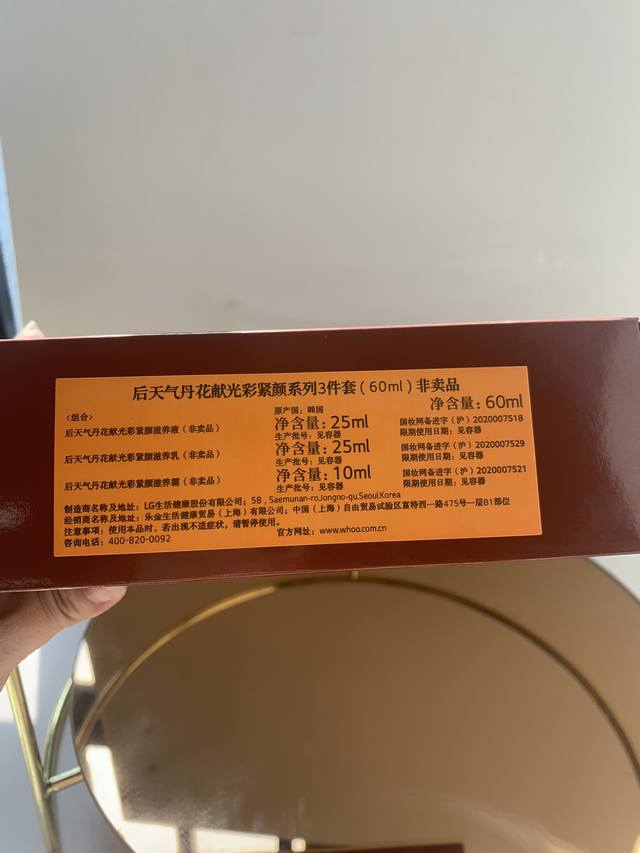 后天气丹花献光彩紧颜系列3件套(60ml)非卖品
净含量:60ml
<组合>
原产国:韩国
后天气丹花献光彩紧颜滋养液(非卖品) 净含量:25ml 国妆网备进字(沪)2020007518
生产批号:见容器 限期使用日期:见容器
后天气丹花献光彩紧颜滋养乳(非卖品) 净含量:25ml 国妆网备进字(沪)2020007529
生产批号:见容器 限期使用日期:见容器
后天气丹花献光彩紧颜滋养霜(非卖品) 净含量:10ml 国妆网备进字(沪)2020007521
生产批号:见容器 限期使用日期:见容器
制造商名称及地址:LG生活健康股份有限公司;58,Saemunan-ro,Jongno-gu.Seoul,Korea
经销商名称及地址:乐金生活健康贸易(上海)有限公司;中国(上海)自由贸易试验区富特西一路475号一层B1部位
注意事项:使用本品时,若出现不适症状,请暂停使用。
咨询电话:400-820-0092 官方网址:www.whoo.com.cn